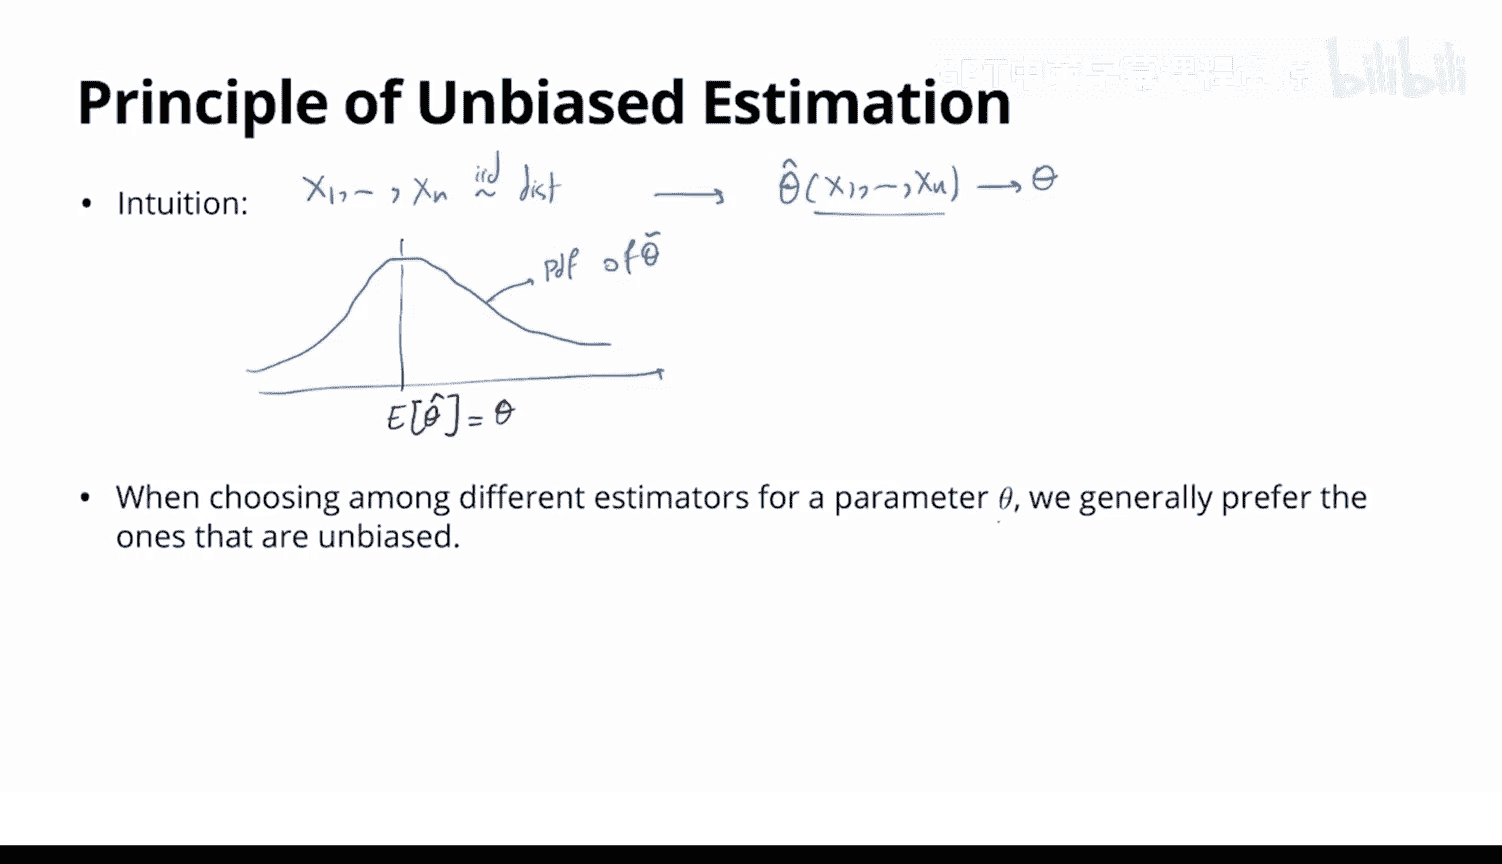 Principle of Unbiased Estimation
bilibili
• Intuition: X₁, – , Xₙ iid ~ dist → θ̂(X₁, –, Xₙ) → θ
pdf of θ̂
E[θ̂] = θ
• When choosing among different estimators for a parameter θ, we generally prefer the
ones that are unbiased.